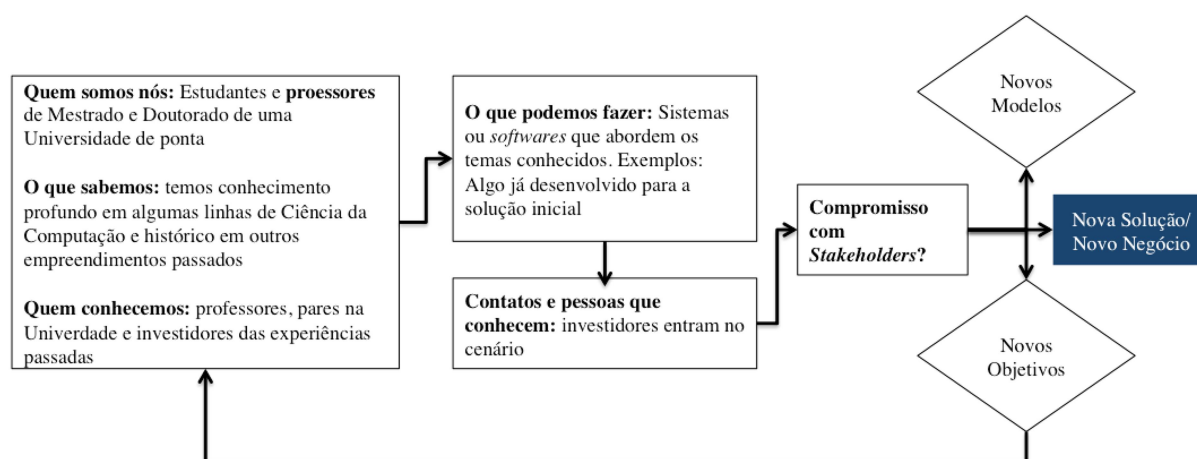 Quem somos nós: Estudantes e proessores
de Mestrado e Doutorado de uma
Universidade de ponta
O que sabemos: temos conhecimento
profundo em algumas linhas de Ciência da
Computação e histórico em outros
empreendimentos passados
Quem conhecemos: professores, pares na
Univerdade e investidores das experiências
passadas
O que podemos fazer: Sistemas
ou softwares que abordem os
temas conhecidos. Exemplos:
Algo já desenvolvido para a
solução inicial
Contatos e pessoas que
conhecem: investidores entram no
cenário
Compromisso
com
Stakeholders?
Novos
Modelos
Nova Solução/
Novo Negócio
Novos
Objetivos